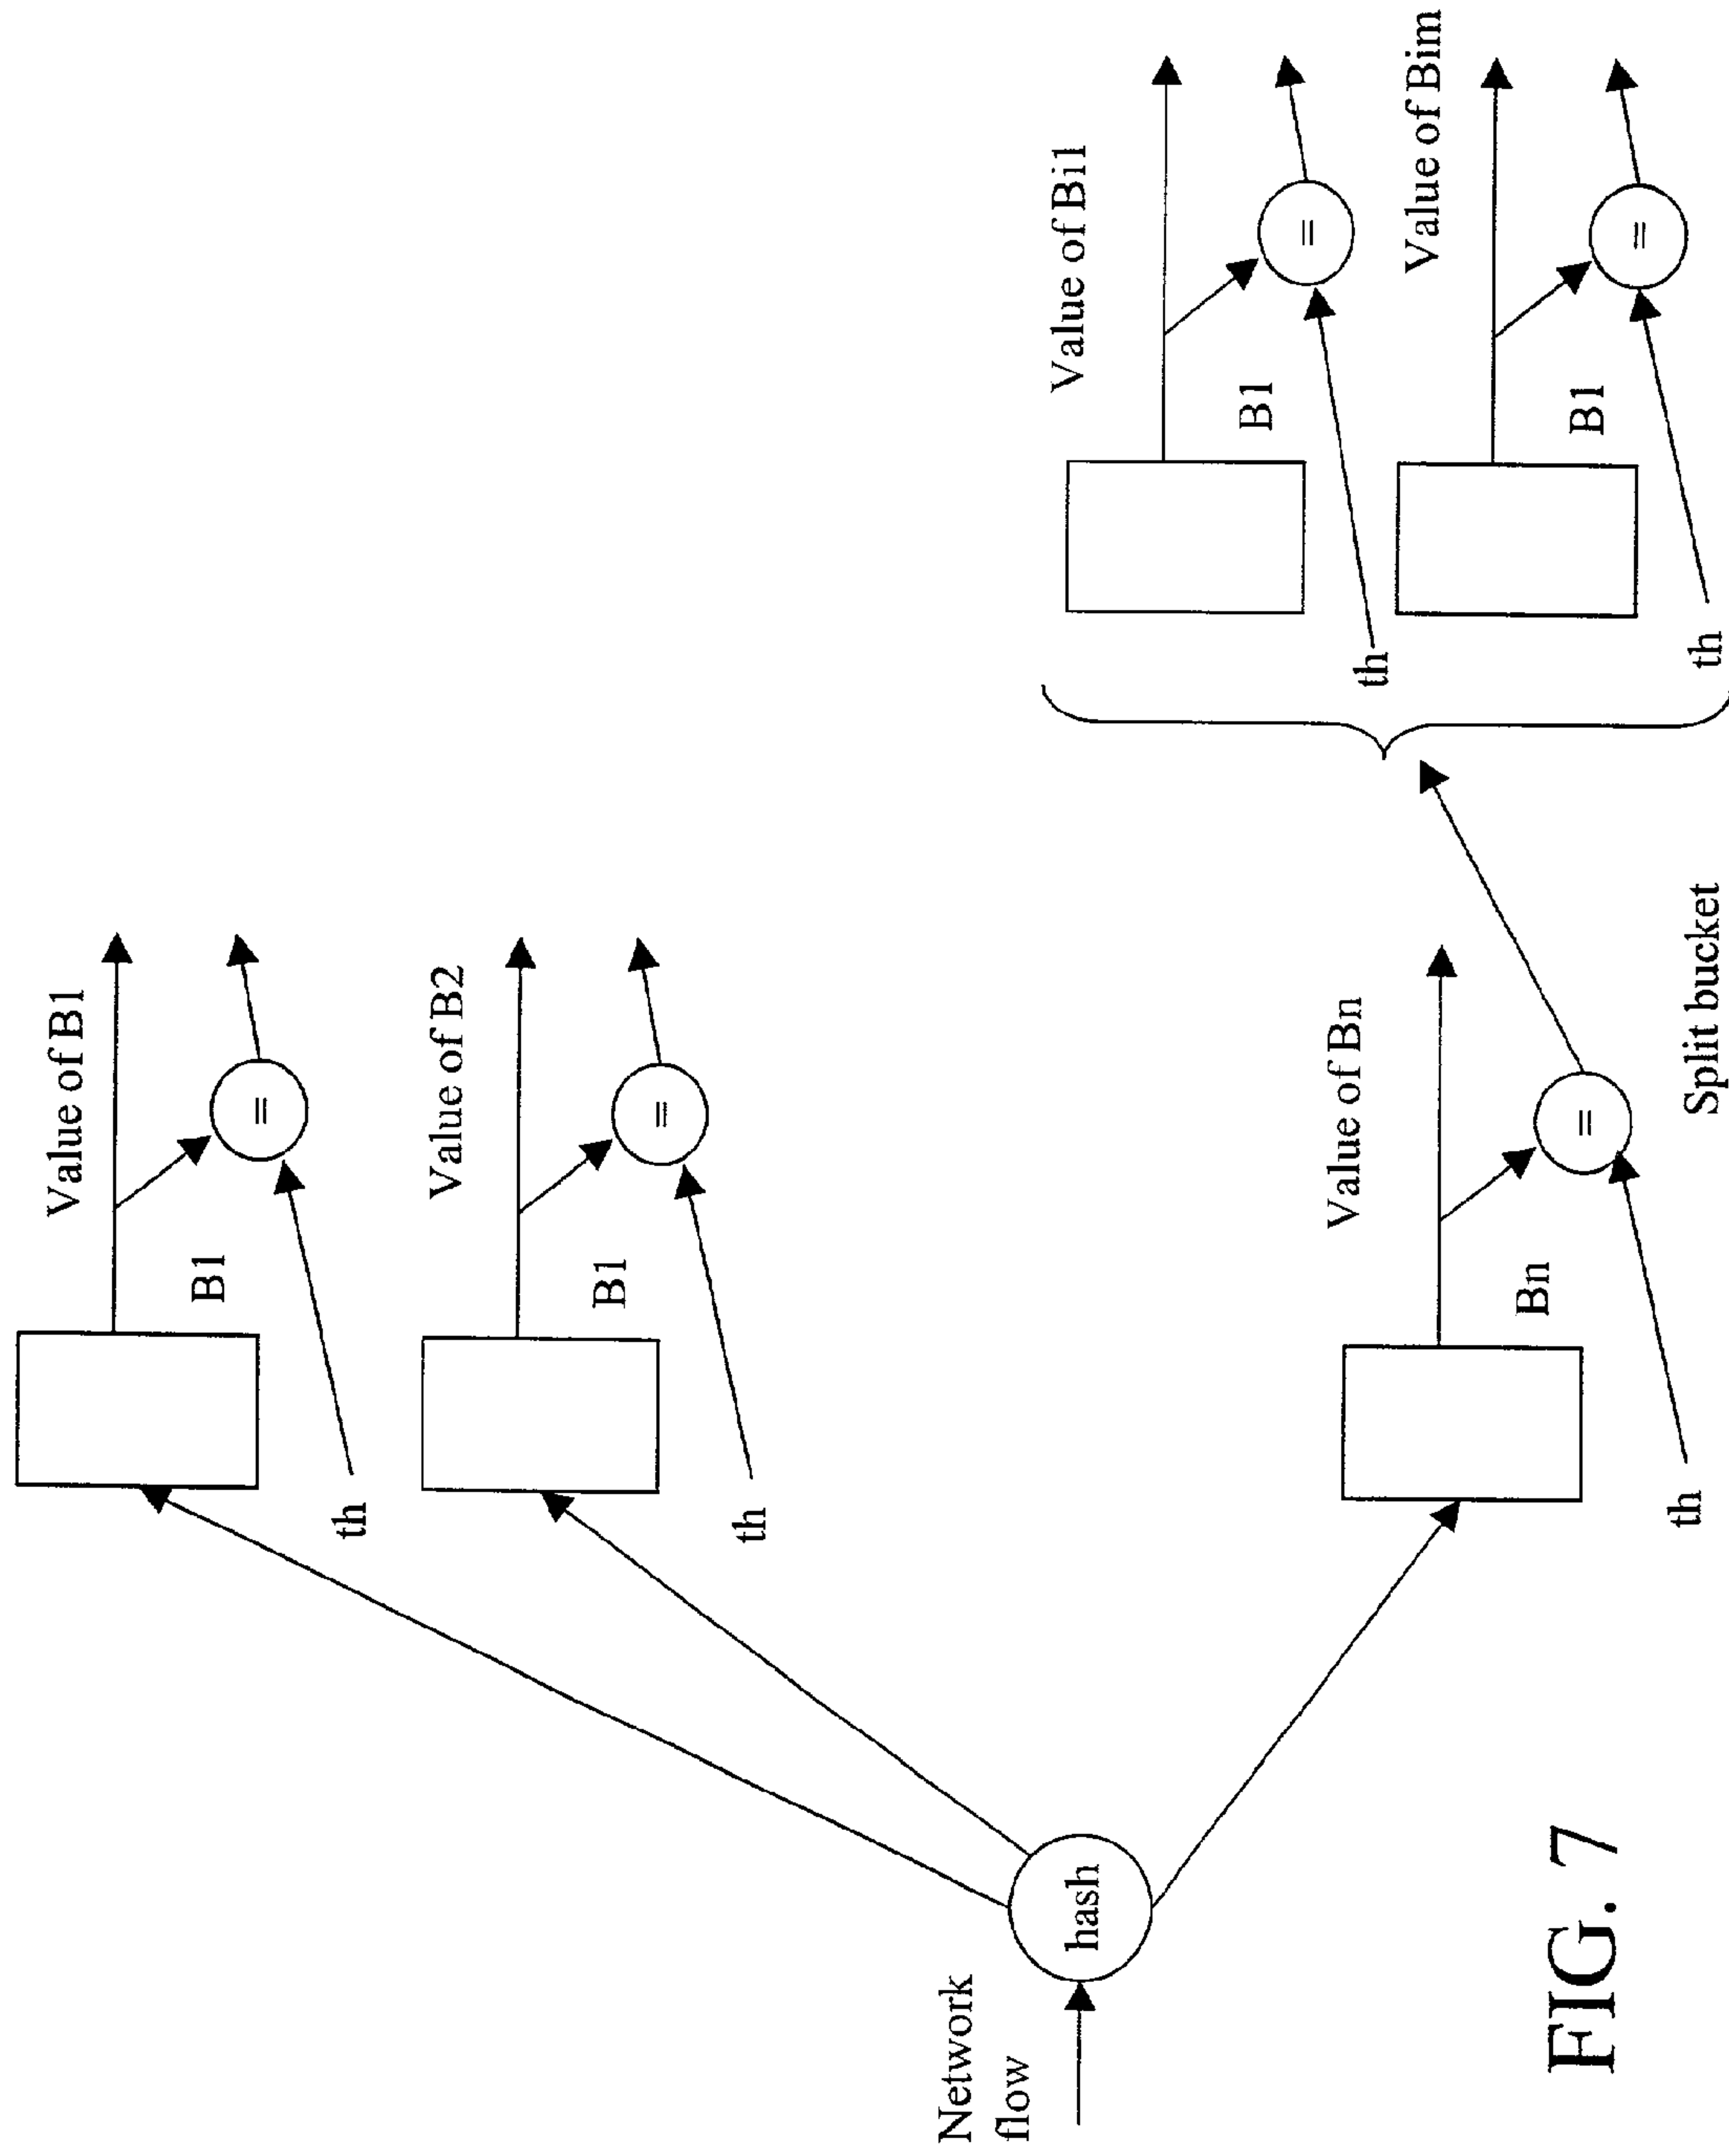 Network
flow
hash
Value of B1
B1
=
th
Value of B2
B1
=
th
Value of Bn
Bn
=
th
Split bucket
Value of Bi1
B1
=
th
Value of Bim
B1
=
th
FIG. 7